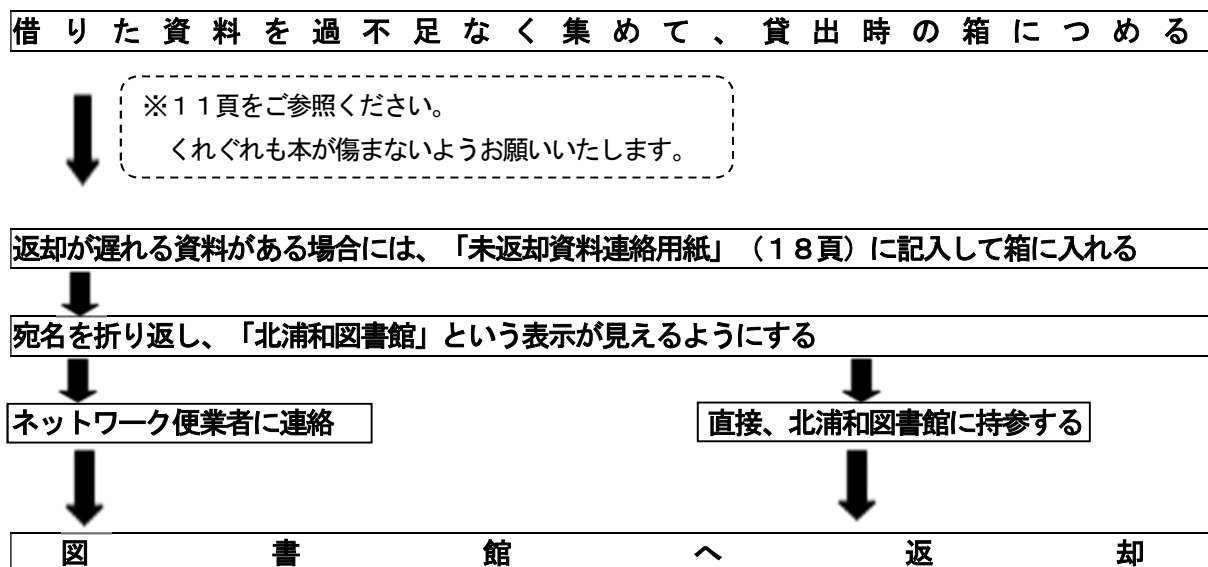 借りた資料を過不足なく集めて、貸出時の箱につめる
※１１頁をご参照ください。
くれぐれも本が傷まないようお願いいたします。
返却が遅れる資料がある場合には、「未返却資料連絡用紙」（１８頁）に記入して箱に入れる
宛名を折り返し、「北浦和図書館」という表示が見えるようにする
ネットワーク便業者に連絡
直接、北浦和図書館に持参する
図書館へ返却